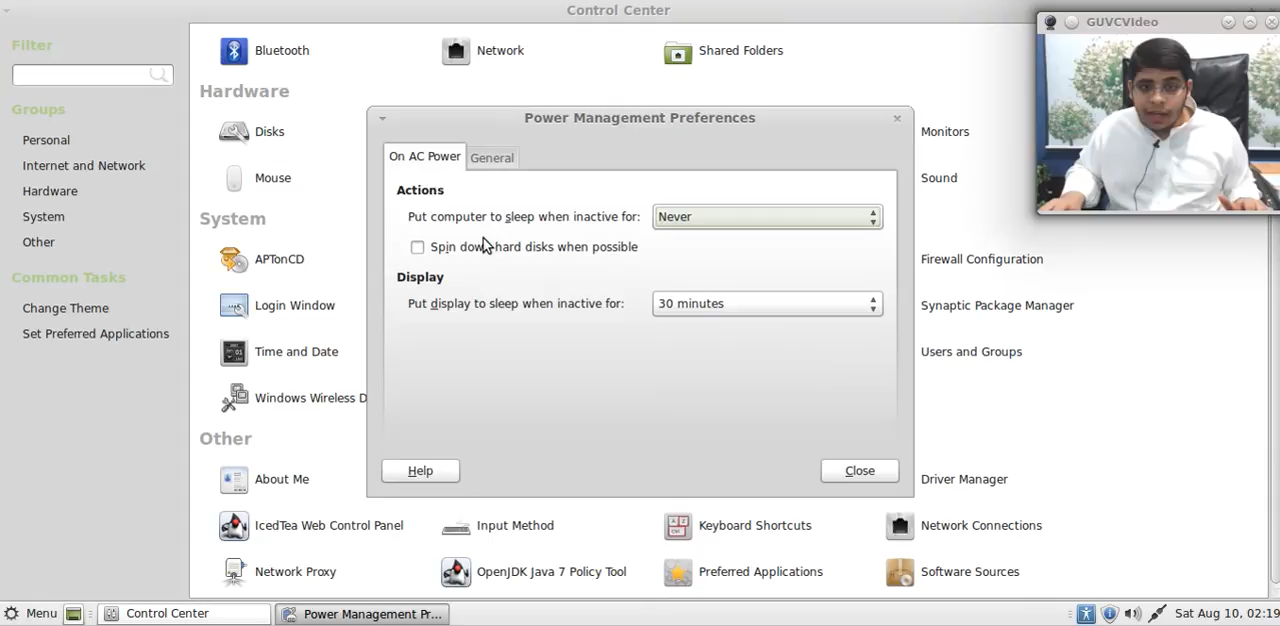 Control Center
GUVCVideo
Filter
Groups
Personal
Internet and Network
Hardware
System
Other
Common Tasks
Change Theme
Set Preferred Applications
Bluetooth
Network
Shared Folders
Hardware
Disks
Monitors
Mouse
Sound
System
APTonCD
Firewall Configuration
Login Window
Synaptic Package Manager
Time and Date
Users and Groups
Windows Wireless D
Other
About Me
Driver Manager
IcedTea Web Control Panel
Input Method
Keyboard Shortcuts
Network Connections
Network Proxy
OpenJDK Java 7 Policy Tool
Preferred Applications
Software Sources
Power Management Preferences
On AC Power
General
Actions
Put computer to sleep when inactive for:
Never
Spin down hard disks when possible
Display
Put display to sleep when inactive for:
30 minutes
Help
Close
Menu
Control Center
Power Management Pr...
Sat Aug 10, 02:19